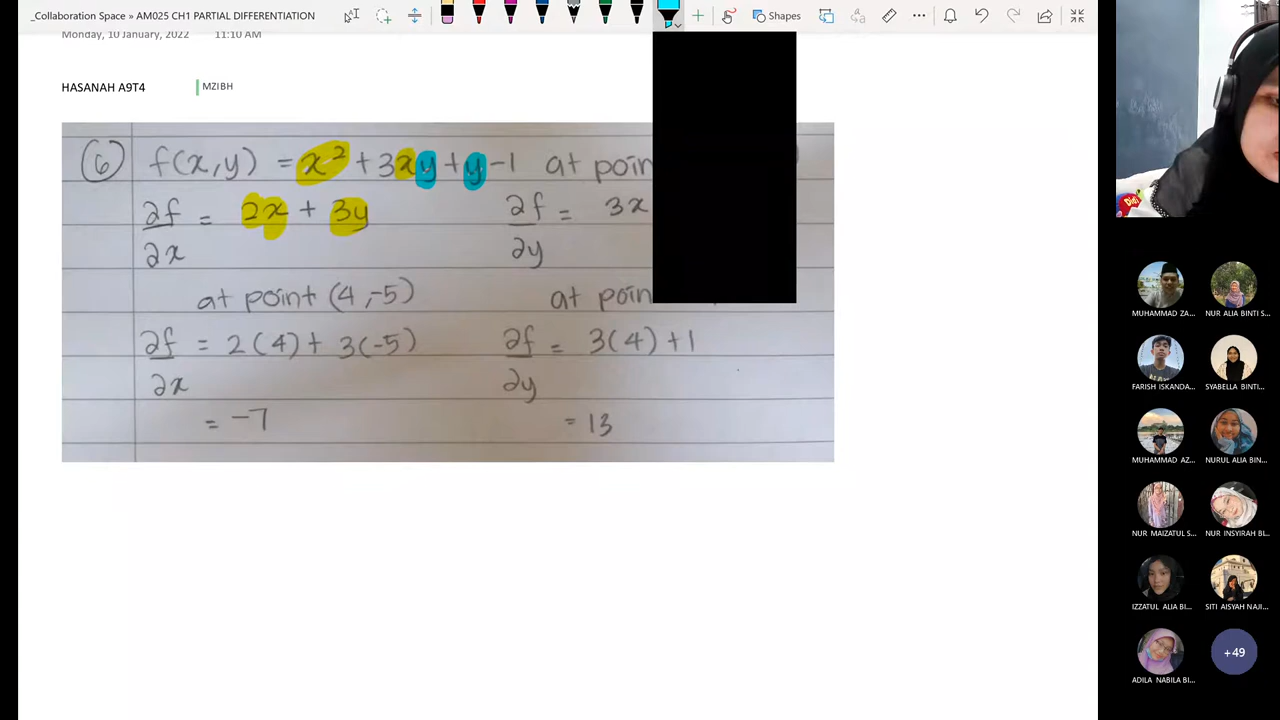 _Collaboration Space » AM025 CH1 PARTIAL DIFFERENTIATION
Shapes
Monday, 10 January, 2022 11:10 AM
HASANAH A9T4 MZIBH
6 f(x,y) = x² + 3xy + y - 1 at poin
∂f/∂x = 2x + 3y ∂f/∂y = 3x
at point (4,-5) at poin
∂f/∂x = 2(4) + 3(-5) ∂f/∂y = 3(4) + 1
= -7 = 13
Didi
MUHAMMAD ZA... NUR ALIA BINTI S...
FARISH ISKANDA... SYABELLA BINTI...
MUHAMMAD AZ... NURUL ALIA BIN...
NUR MAIZATUL S... NUR INSYIRAH BI...
IZZATUL ALIA BI... SITI AISYAH NAJI...
ADILA NABILA BI... +49